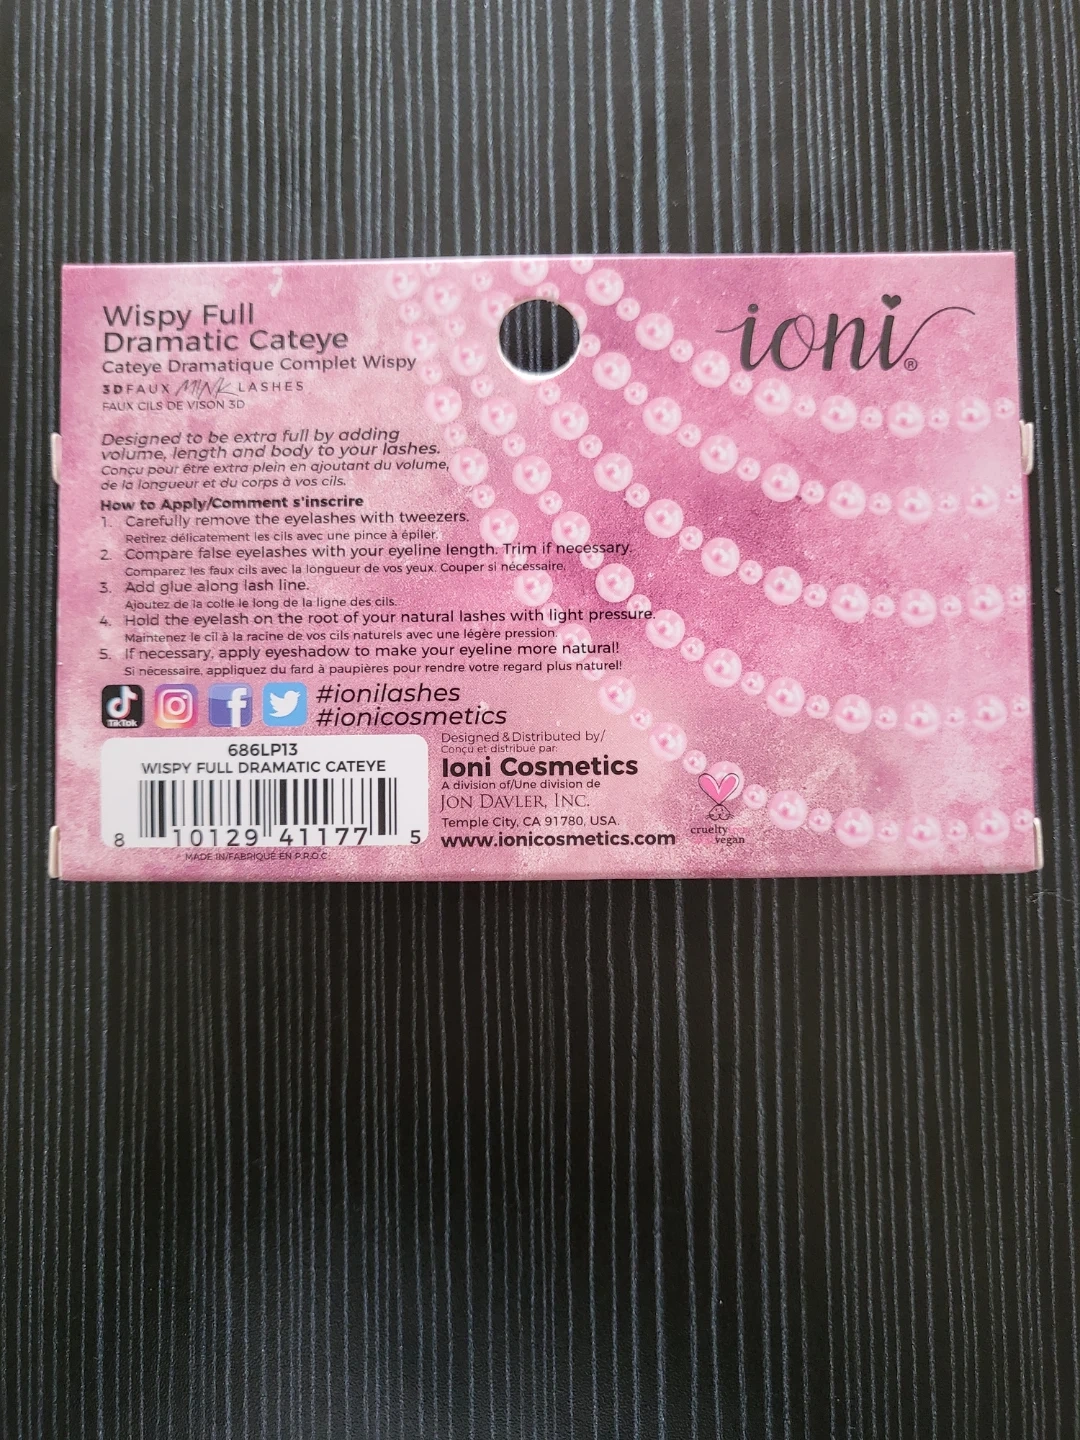 Wispy Full
Dramatic Cateye
Cateye Dramatique Complet Wispy
3D FAUX MINK LASHES
FAUX CILS DE VISON 3D
ioni®
Designed to be extra full by adding
volume, length and body to your lashes.
Conçu pour être extra plein en ajoutant du volume,
de la longueur et du corps à vos cils.
How to Apply/Comment s'inscrire
1. Carefully remove the eyelashes with tweezers.
Retirez délicatement les cils avec une pince à épiler.
2. Compare false eyelashes with your eyeline length. Trim if necessary.
Comparez les faux cils avec la longueur de vos yeux. Couper si nécessaire.
3. Add glue along lash line.
Ajoutez de la colle le long de la ligne des cils.
4. Hold the eyelash on the root of your natural lashes with light pressure.
Maintenez le cil à la racine de vos cils naturels avec une légère pression.
5. If necessary, apply eyeshadow to make your eyeline more natural!
Si nécessaire, appliquez du fard à paupières pour rendre votre regard plus naturel!
TikTok
#ionilashes
#ionicosmetics
686LP13
WISPY FULL DRAMATIC CATEYE
8 10129 41177 5
MADE IN/FABRIQUÉ EN P.R.O.C
Designed & Distributed by/
Conçu et distribué par:
Ioni Cosmetics
A division of/Une division de
JON DAVLER, INC.
Temple City, CA 91780, USA.
www.ionicosmetics.com
cruelty
vegan